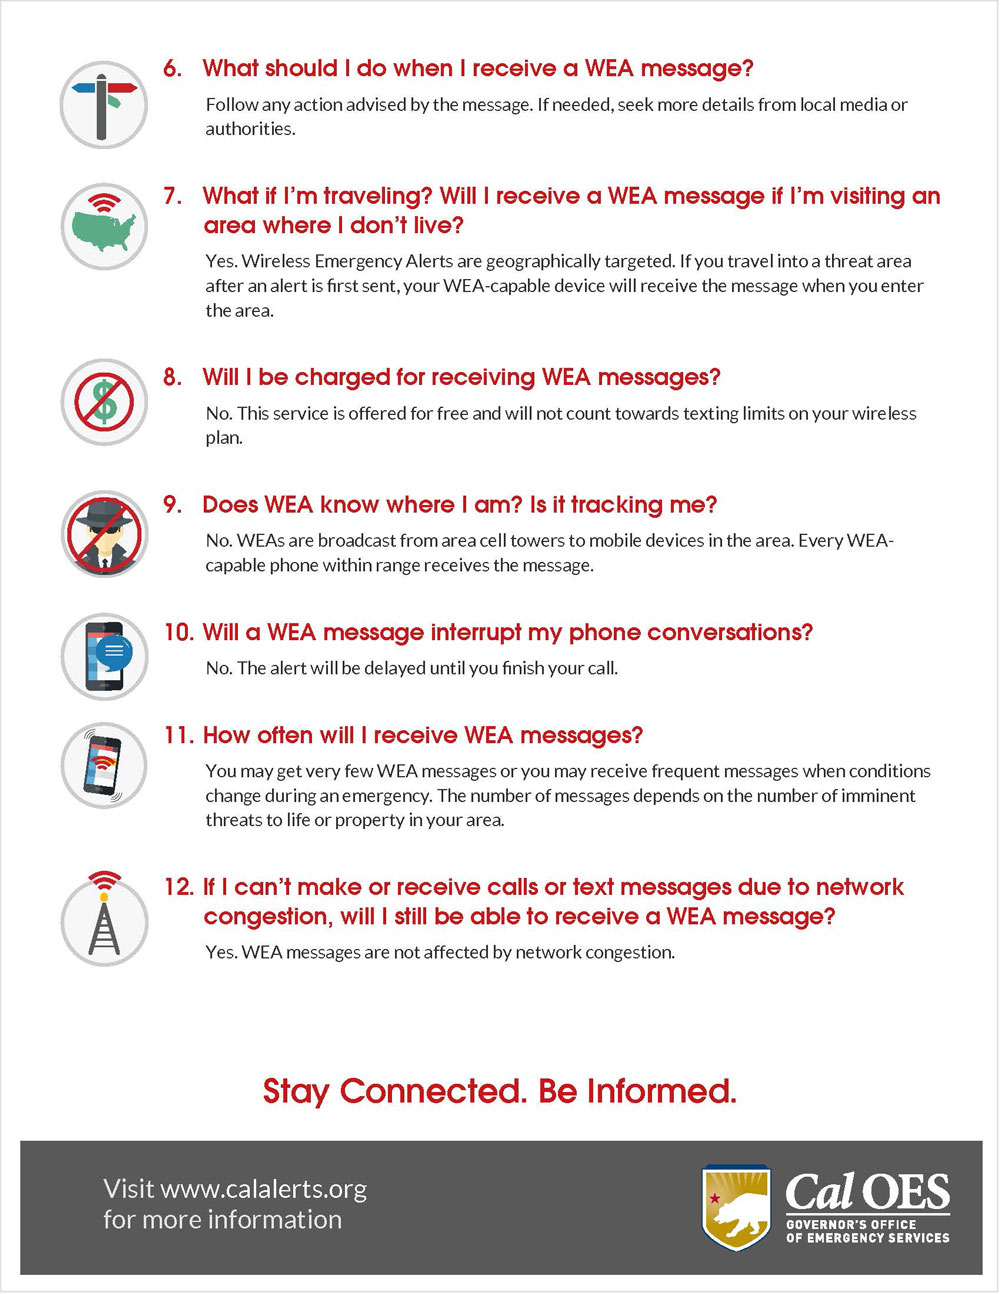 6. What should I do when I receive a WEA message?
Follow any action advised by the message. If needed, seek more details from local media or
authorities.
7. What if I'm traveling? Will I receive a WEA message if I'm visiting an
area where I don't live?
Yes. Wireless Emergency Alerts are geographically targeted. If you travel into a threat area
after an alert is first sent, your WEA-capable device will receive the message when you enter
the area.
8. Will I be charged for receiving WEA messages?
No. This service is offered for free and will not count towards texting limits on your wireless
plan.
9. Does WEA know where I am? Is it tracking me?
No. WEAs are broadcast from area cell towers to mobile devices in the area. Every WEA-
capable phone within range receives the message.
10. Will a WEA message interrupt my phone conversations?
No. The alert will be delayed until you finish your call.
11. How often will I receive WEA messages?
You may get very few WEA messages or you may receive frequent messages when conditions
change during an emergency. The number of messages depends on the number of imminent
threats to life or property in your area.
12. If I can't make or receive calls or text messages due to network
congestion, will I still be able to receive a WEA message?
Yes. WEA messages are not affected by network congestion.
Stay Connected. Be Informed.
Visit www.calalerts.org
for more information
Cal OES
GOVERNOR'S OFFICE
OF EMERGENCY SERVICES